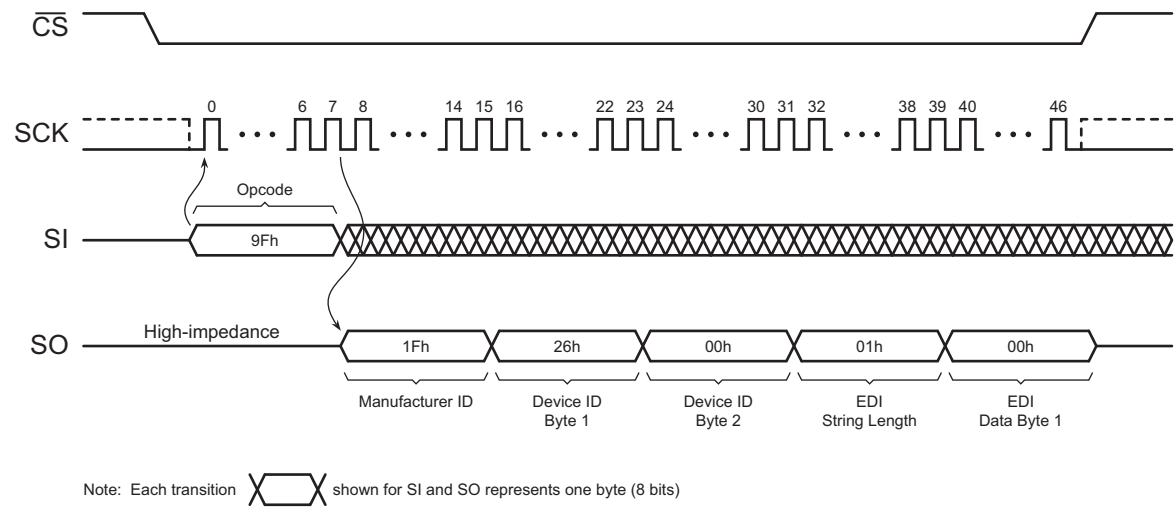 CS
SCK
0 6 7 8 14 15 16 22 23 24 30 31 32 38 39 40 46
Opcode
SI
9Fh
High-impedance
SO
1Fh 26h 00h 01h 00h
Manufacturer ID
Device ID
Byte 1
Device ID
Byte 2
EDI
String Length
EDI
Data Byte 1
Note: Each transition shown for SI and SO represents one byte (8 bits)